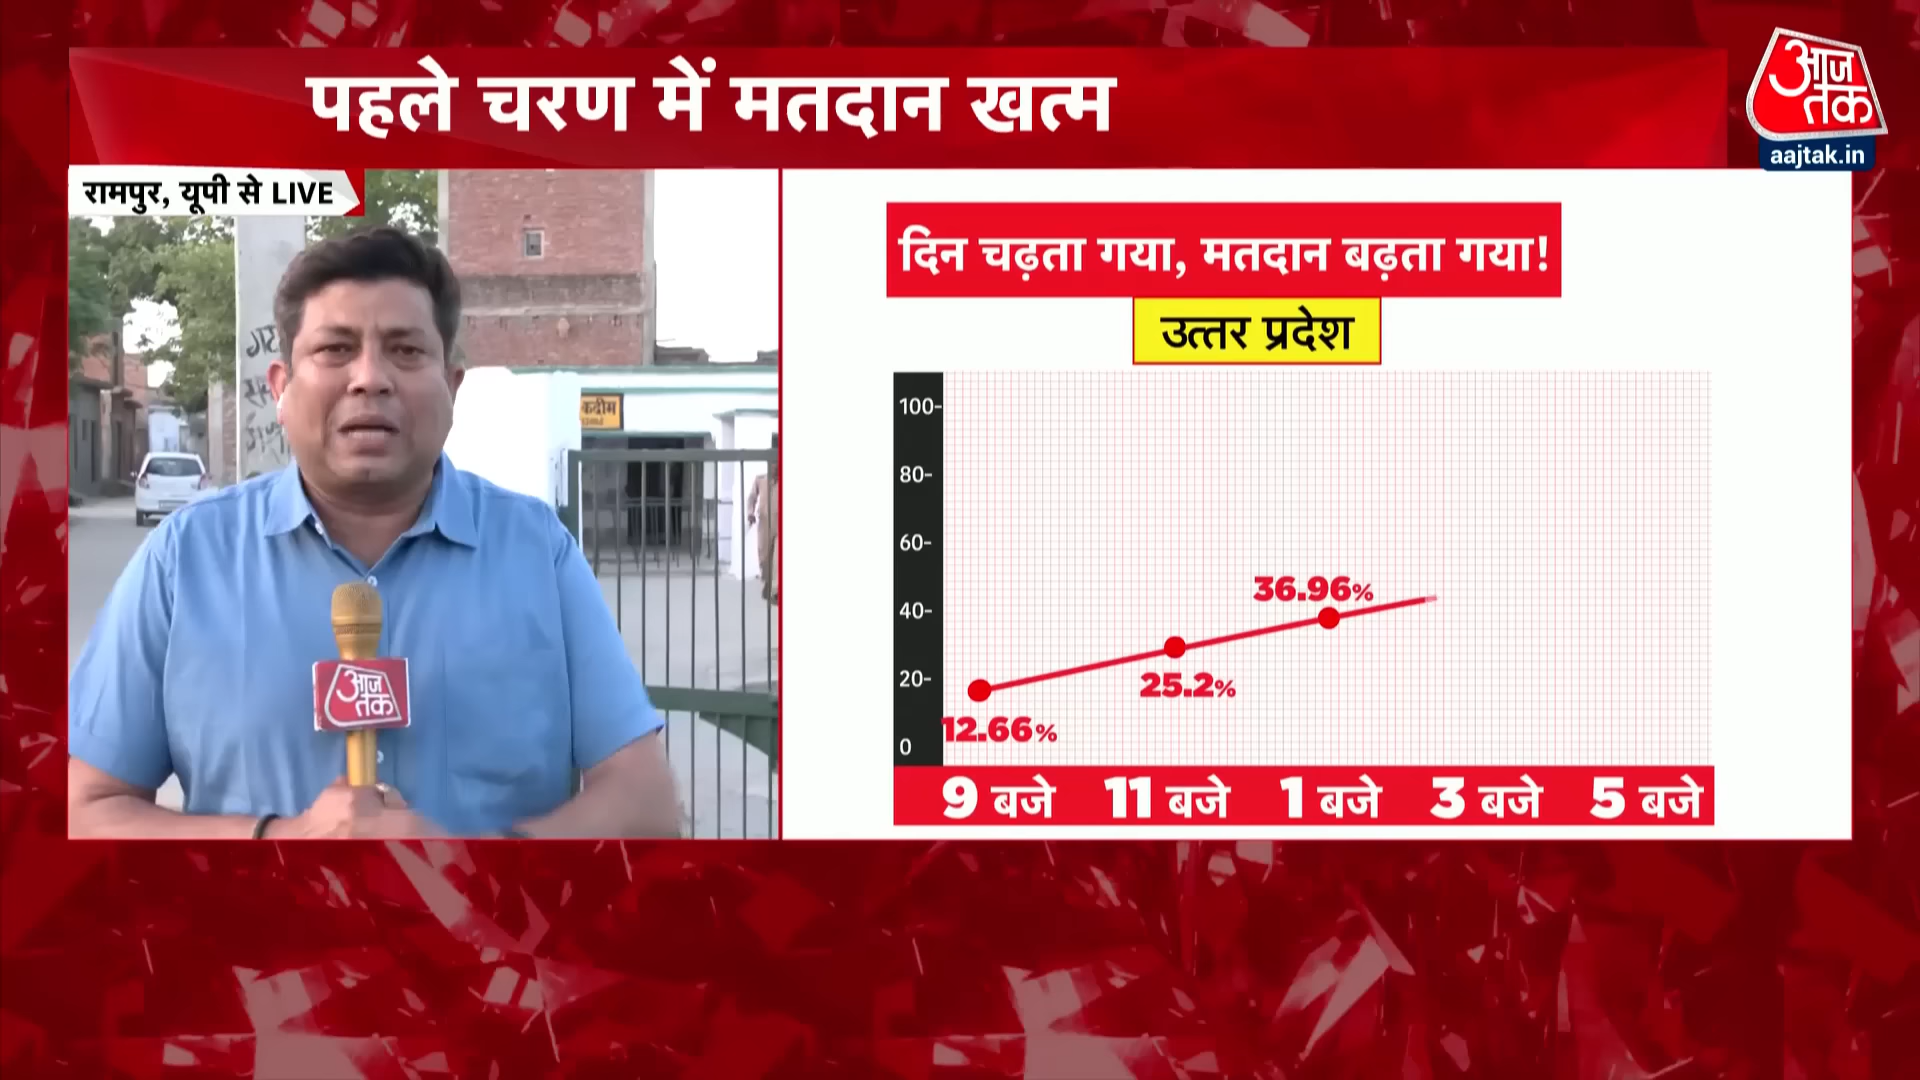 पहले चरण में मतदान खत्म
आज
तक
aajtak.in
रामपुर, यूपी से LIVE
दिन चढ़ता गया, मतदान बढ़ता गया!
उत्तर प्रदेश
कदीम
100-
80-
60-
40-
20-
0
36.96%
25.2%
12.66%
9 बजे 11 बजे 1 बजे 3 बजे 5 बजे
आज
तक